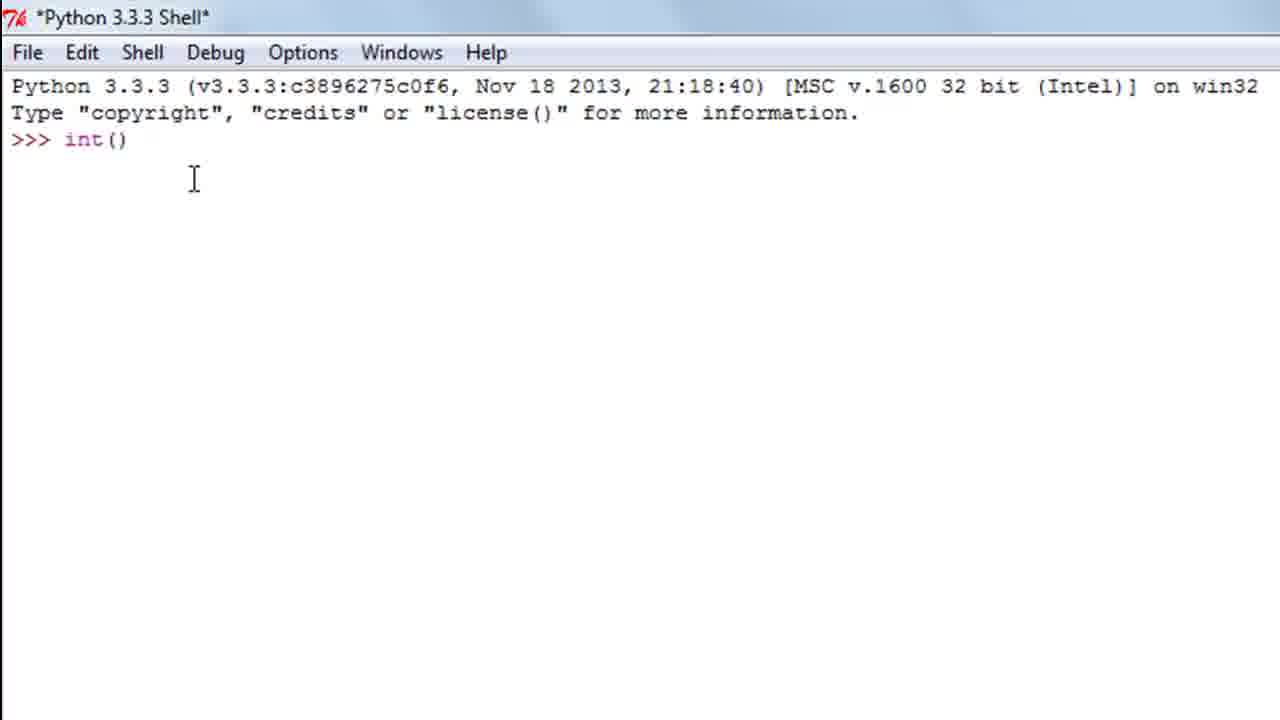 *Python 3.3.3 Shell*
File Edit Shell Debug Options Windows Help
Python 3.3.3 (v3.3.3:c3896275c0f6, Nov 18 2013, 21:18:40) [MSC v.1600 32 bit (Intel)] on win32
Type "copyright", "credits" or "license()" for more information.
>>> int()